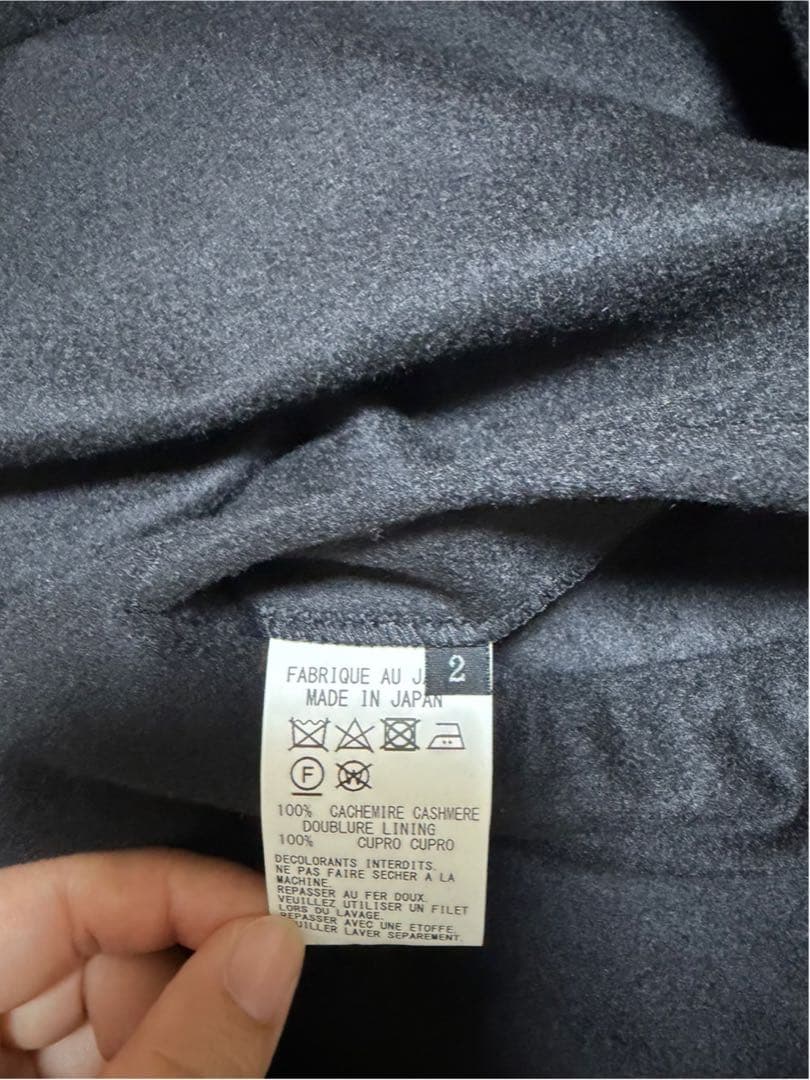 2
FABRIQUE AU
MADE IN JAPAN
F
W
100% CACHEMIRE CASHMERE
DOUBLURE LINING
100% CUPRO CUPRO
DECOLORANTS INTERDITS.
NE PAS FAIRE SECHER A LA
MACHINE.
REPASSER AU FER DOUX.
VEUILLEZ UTILISER UN FILET
LORS DU LAVAGE.
REPASSER AVEC UNE ETOFFE.
LAVER SEPAREMENT.